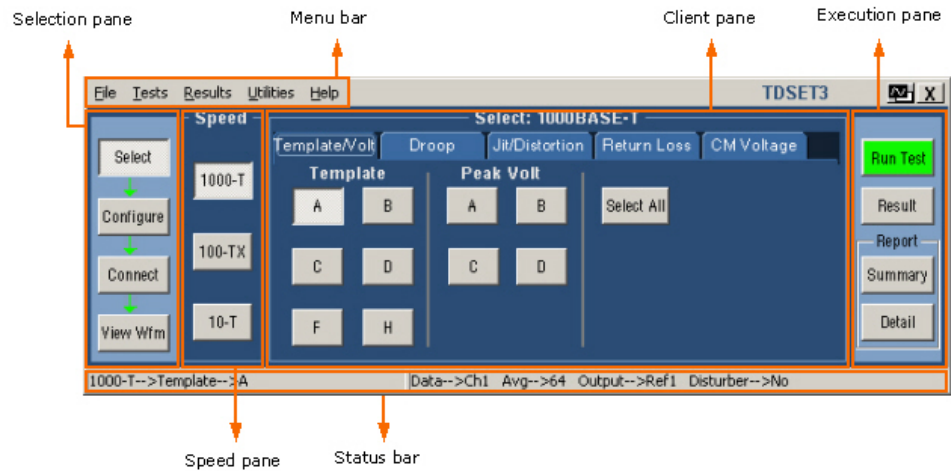 Selection pane
Menu bar
Client pane
Execution pane
File Tests Results Utilities Help
TDSET3
X
Speed
Select: 1000BASE-T
Select
Configure
Connect
View Wfm
1000-T
100-TX
10-T
Template/Volt Droop Jit/Distortion Return Loss CM Voltage
Template
Peak Volt
A B
A B
Select All
C D
C D
F H
Run Test
Result
Report
Summary
Detail
1000-T-->Template-->A
Data-->Ch1 Avg-->64 Output-->Ref1 Disturber-->No
Speed pane
Status bar